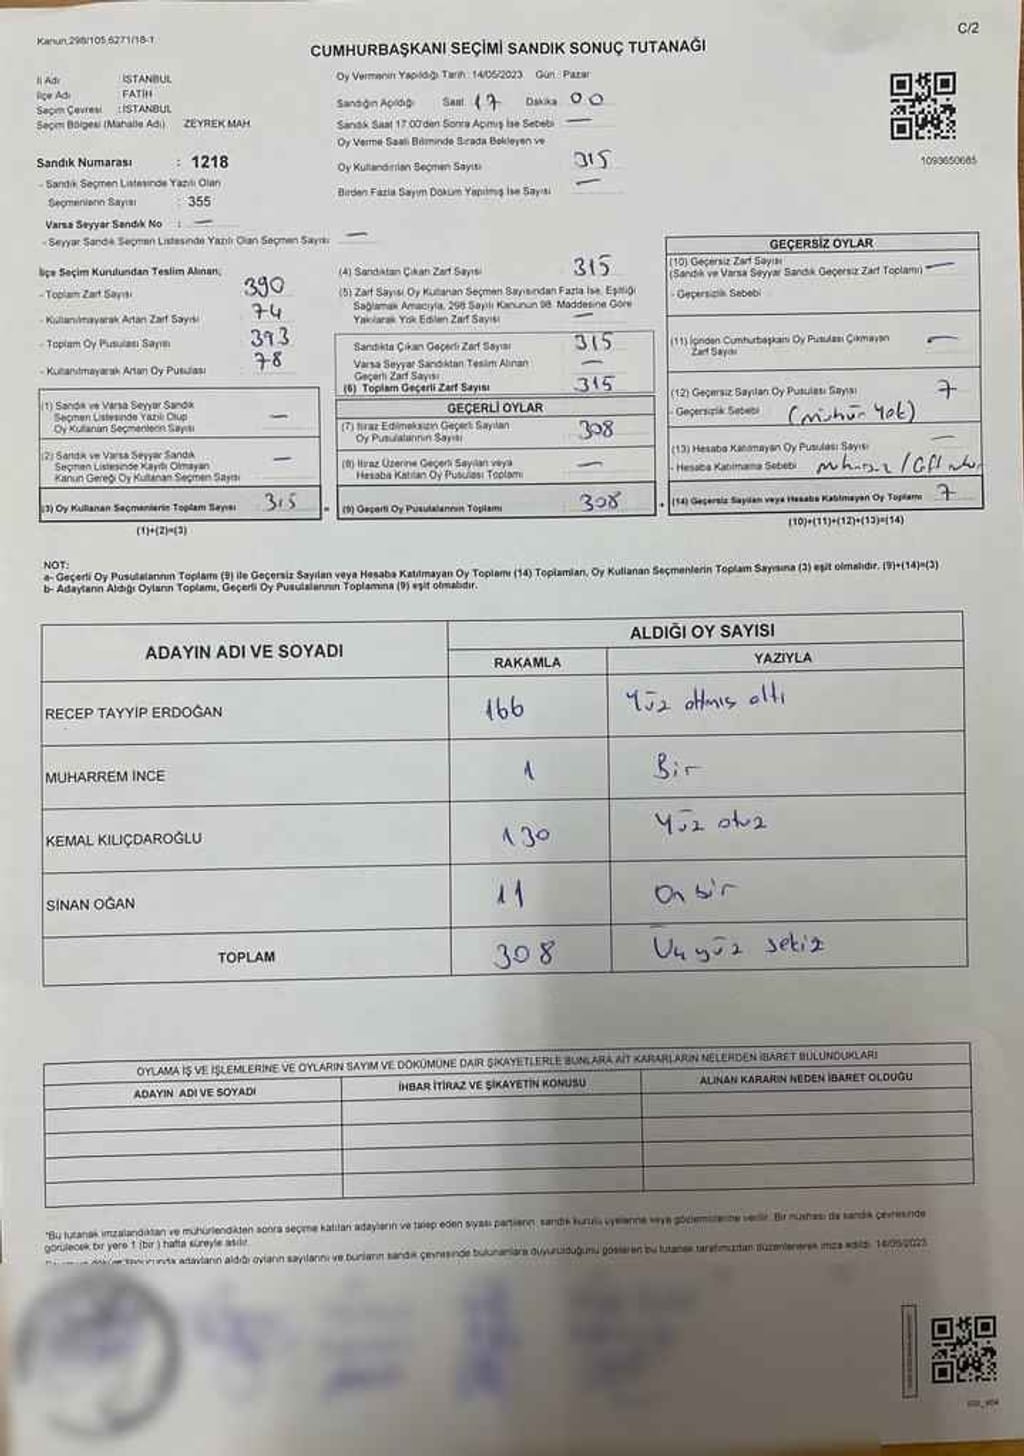 Kanun,298/105,6271/18-1
C/2
CUMHURBAŞKANI SEÇİMİ SANDIK SONUÇ TUTANAĞI
İl Adı : İSTANBUL
İlçe Adı : FATİH
Seçim Çevresi : İSTANBUL
Seçim Bölgesi (Mahalle Adı) ZEYREK MAH.
Sandık Numarası : 1218
- Sandık Seçmen Listesinde Yazılı Olan
Seçmenlerin Sayısı : 355
Varsa Seyyar Sandık No : —
- Seyyar Sandık Seçmen Listesinde Yazılı Olan Seçmen Sayısı —
Oy Vermenin Yapıldığı Tarih : 14/05/2023 Gün : Pazar
Sandığın Açıldığı Saat 17 Dakika 00
Sandık Saat 17:00'den Sonra Açılmış İse Sebebi —
Oy Verme Saati Bitiminde Sırada Bekleyen ve
Oy Kullandırılan Seçmen Sayısı 315
Birden Fazla Sayım Döküm Yapılmış İse Sayısı —
1093650685
İlçe Seçim Kurulundan Teslim Alınan;
- Toplam Zarf Sayısı 390
- Kullanılmayarak Artan Zarf Sayısı 74
- Toplam Oy Pusulası Sayısı 393
- Kullanılmayarak Artan Oy Pusulası 78
(1) Sandık ve Varsa Seyyar Sandık
Seçmen Listesinde Yazılı Olup
Oy Kullanan Seçmenlerin Sayısı —
(2) Sandık ve Varsa Seyyar Sandık
Seçmen Listesinde Kayıtlı Olmayan
Kanun Gereği Oy Kullanan Seçmen Sayısı —
(3) Oy Kullanan Seçmenlerin Toplam Sayısı 315
(1)+(2)=(3)
(4) Sandıktan Çıkan Zarf Sayısı 315
(5) Zarf Sayısı Oy Kullanan Seçmen Sayısından Fazla İse, Eşitliği
Sağlamak Amacıyla, 298 Sayılı Kanunun 98. Maddesine Göre
Yakılarak Yok Edilen Zarf Sayısı —
Sandıkta Çıkan Geçerli Zarf Sayısı 315
Varsa Seyyar Sandıktan Teslim Alınan
Geçerli Zarf Sayısı —
(6) Toplam Geçerli Zarf Sayısı 315
GEÇERLİ OYLAR
(7) İtiraz Edilmeksizin Geçerli Sayılan
Oy Pusulalarının Sayısı 308
(8) İtiraz Üzerine Geçerli Sayılan veya
Hesaba Katılan Oy Pusulası Toplamı —
(9) Geçerli Oy Pusulalarının Toplamı 308
GEÇERSİZ OYLAR
(10) Geçersiz Zarf Sayısı
(Sandık ve Varsa Seyyar Sandık Geçersiz Zarf Toplamı) —
- Geçersizlik Sebebi
(11) İçinden Cumhurbaşkanı Oy Pusulası Çıkmayan
Zarf Sayısı —
(12) Geçersiz Sayılan Oy Pusulası Sayısı 7
- Geçersizlik Sebebi (mühür yok)
(13) Hesaba Katılmayan Oy Pusulası Sayısı —
- Hesaba Katılmama Sebebi
(14) Geçersiz Sayılan veya Hesaba Katılmayan Oy Toplamı 7
(10)+(11)+(12)+(13)=(14)
NOT:
a- Geçerli Oy Pusulalarının Toplamı (9) ile Geçersiz Sayılan veya Hesaba Katılmayan Oy Toplamı (14) Toplamları, Oy Kullanan Seçmenlerin Toplam Sayısına (3) eşit olmalıdır. (9)+(14)=(3)
b- Adayların Aldığı Oyların Toplamı, Geçerli Oy Pusulalarının Toplamına (9) eşit olmalıdır.
ADAYIN ADI VE SOYADI
ALDIĞI OY SAYISI
RAKAMLA YAZIYLA
RECEP TAYYİP ERDOĞAN 166 Yüz altmış altı
MUHARREM İNCE 1 Bir
KEMAL KILIÇDAROĞLU 130 Yüz otuz
SİNAN OĞAN 11 On bir
TOPLAM 308 Üç yüz sekiz
OYLAMA İŞ VE İŞLEMLERİNE VE OYLARIN SAYIM VE DÖKÜMÜNE DAİR ŞİKAYETLERLE BUNLARA AİT KARARLARIN NELERDEN İBARET BULUNDUKLARI
ADAYIN ADI VE SOYADI İHBAR İTİRAZ VE ŞİKAYETİN KONUSU ALINAN KARARIN NEDEN İBARET OLDUĞU
*Bu tutanak imzalandıktan ve mühürlendikten sonra seçime katılan adayların ve talep eden siyasi partilerin, sandık kurulu üyelerine veya gözlemcilerine verilir. Bir nüshası da sandık çevresinde
görülecek bir yere 1 (bir) hafta süreyle asılır.
adayların aldığı oyların sayılarını ve bunların sandık çevresinde bulunanlara duyurulduğunu gösteren bu tutanak tarafımızdan düzenlenerek imza edildi. 14/05/2023